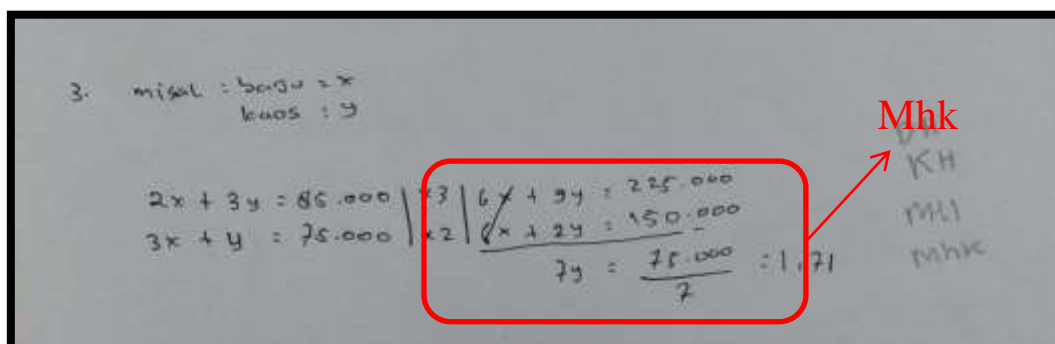 3. misal : baju = x
kaos : y
Mhk
KH
2x + 3y = 85.000 | x3 | 6x + 9y = 225.000
3x + y = 75.000 | x2 | 6x + 2y = 150.000
MLI
7y = 75.000 / 7 = 1,71
Mhk